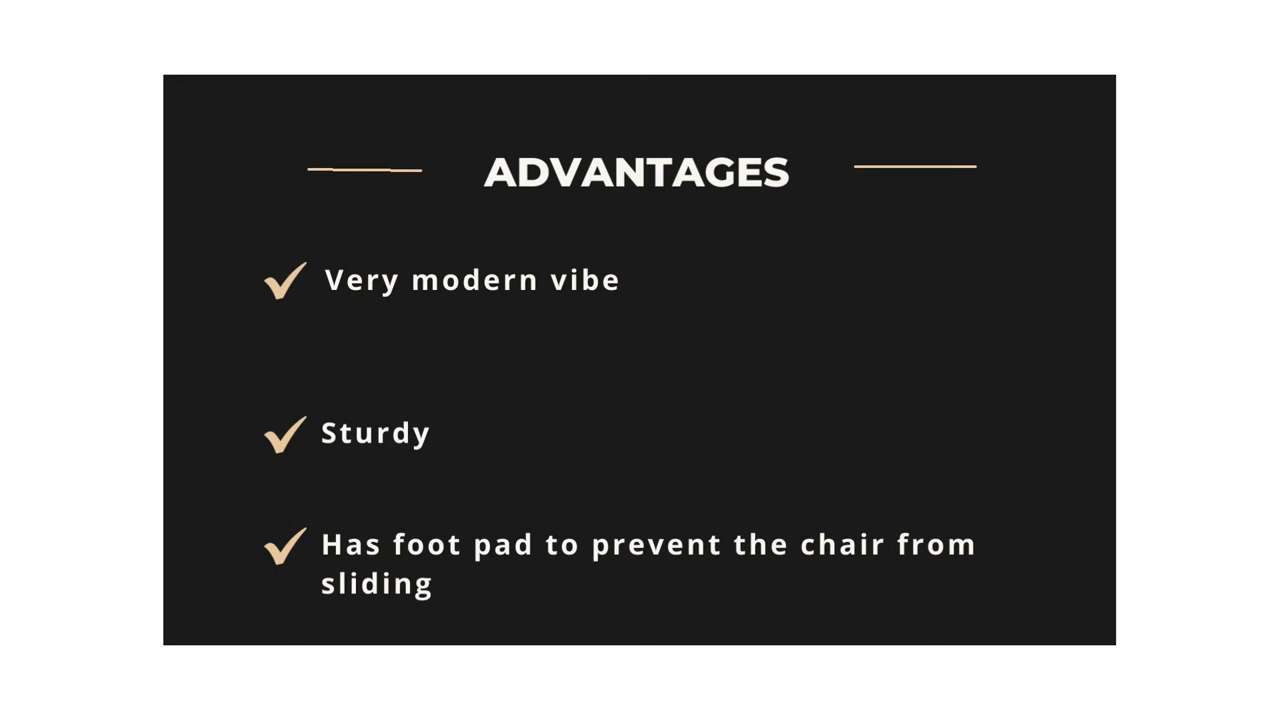 ADVANTAGES
Very modern vibe
Sturdy
Has foot pad to prevent the chair from
sliding